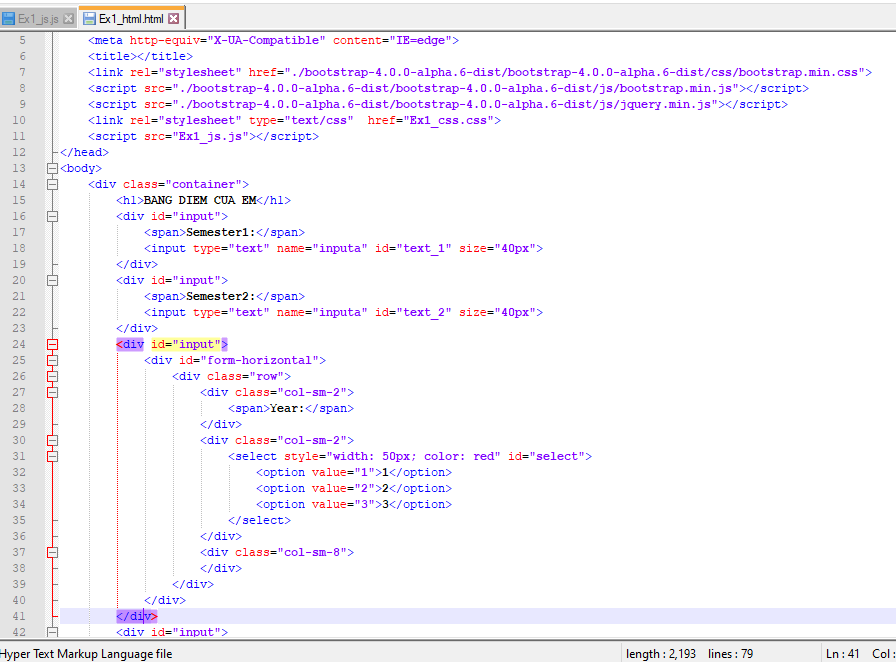 Ex1_js.js Ex1_html.html
5 <meta http-equiv="X-UA-Compatible" content="IE=edge">
6 <title></title>
7 <link rel="stylesheet" href="./bootstrap-4.0.0-alpha.6-dist/bootstrap-4.0.0-alpha.6-dist/css/bootstrap.min.css">
8 <script src="./bootstrap-4.0.0-alpha.6-dist/bootstrap-4.0.0-alpha.6-dist/js/bootstrap.min.js"></script>
9 <script src="./bootstrap-4.0.0-alpha.6-dist/bootstrap-4.0.0-alpha.6-dist/js/jquery.min.js"></script>
10 <link rel="stylesheet" type="text/css"  href="Ex1_css.css">
11 <script src="Ex1_js.js"></script>
12 </head>
13 <body>
14 <div class="container">
15 <h1>BANG DIEM CUA EM</h1>
16 <div id="input">
17 <span>Semester1:</span>
18 <input type="text" name="inputa" id="text_1" size="40px">
19 </div>
20 <div id="input">
21 <span>Semester2:</span>
22 <input type="text" name="inputa" id="text_2" size="40px">
23 </div>
24 <div id="input">
25 <div id="form-horizontal">
26 <div class="row">
27 <div class="col-sm-2">
28 <span>Year:</span>
29 </div>
30 <div class="col-sm-2">
31 <select style="width: 50px; color: red" id="select">
32 <option value="1">1</option>
33 <option value="2">2</option>
34 <option value="3">3</option>
35 </select>
36 </div>
37 <div class="col-sm-8">
38 </div>
39 </div>
40 </div>
41 </div>
42 <div id="input">
Hyper Text Markup Language file length : 2,193 lines : 79 Ln : 41 Col :